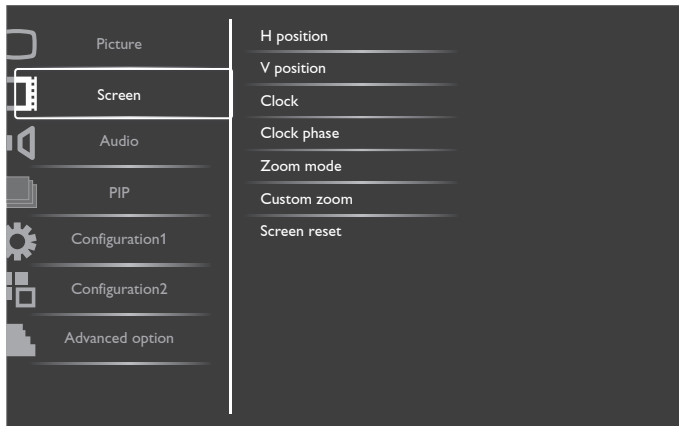 Picture
Screen
Audio
PIP
Configuration1
Configuration2
Advanced option
H position
V position
Clock
Clock phase
Zoom mode
Custom zoom
Screen reset